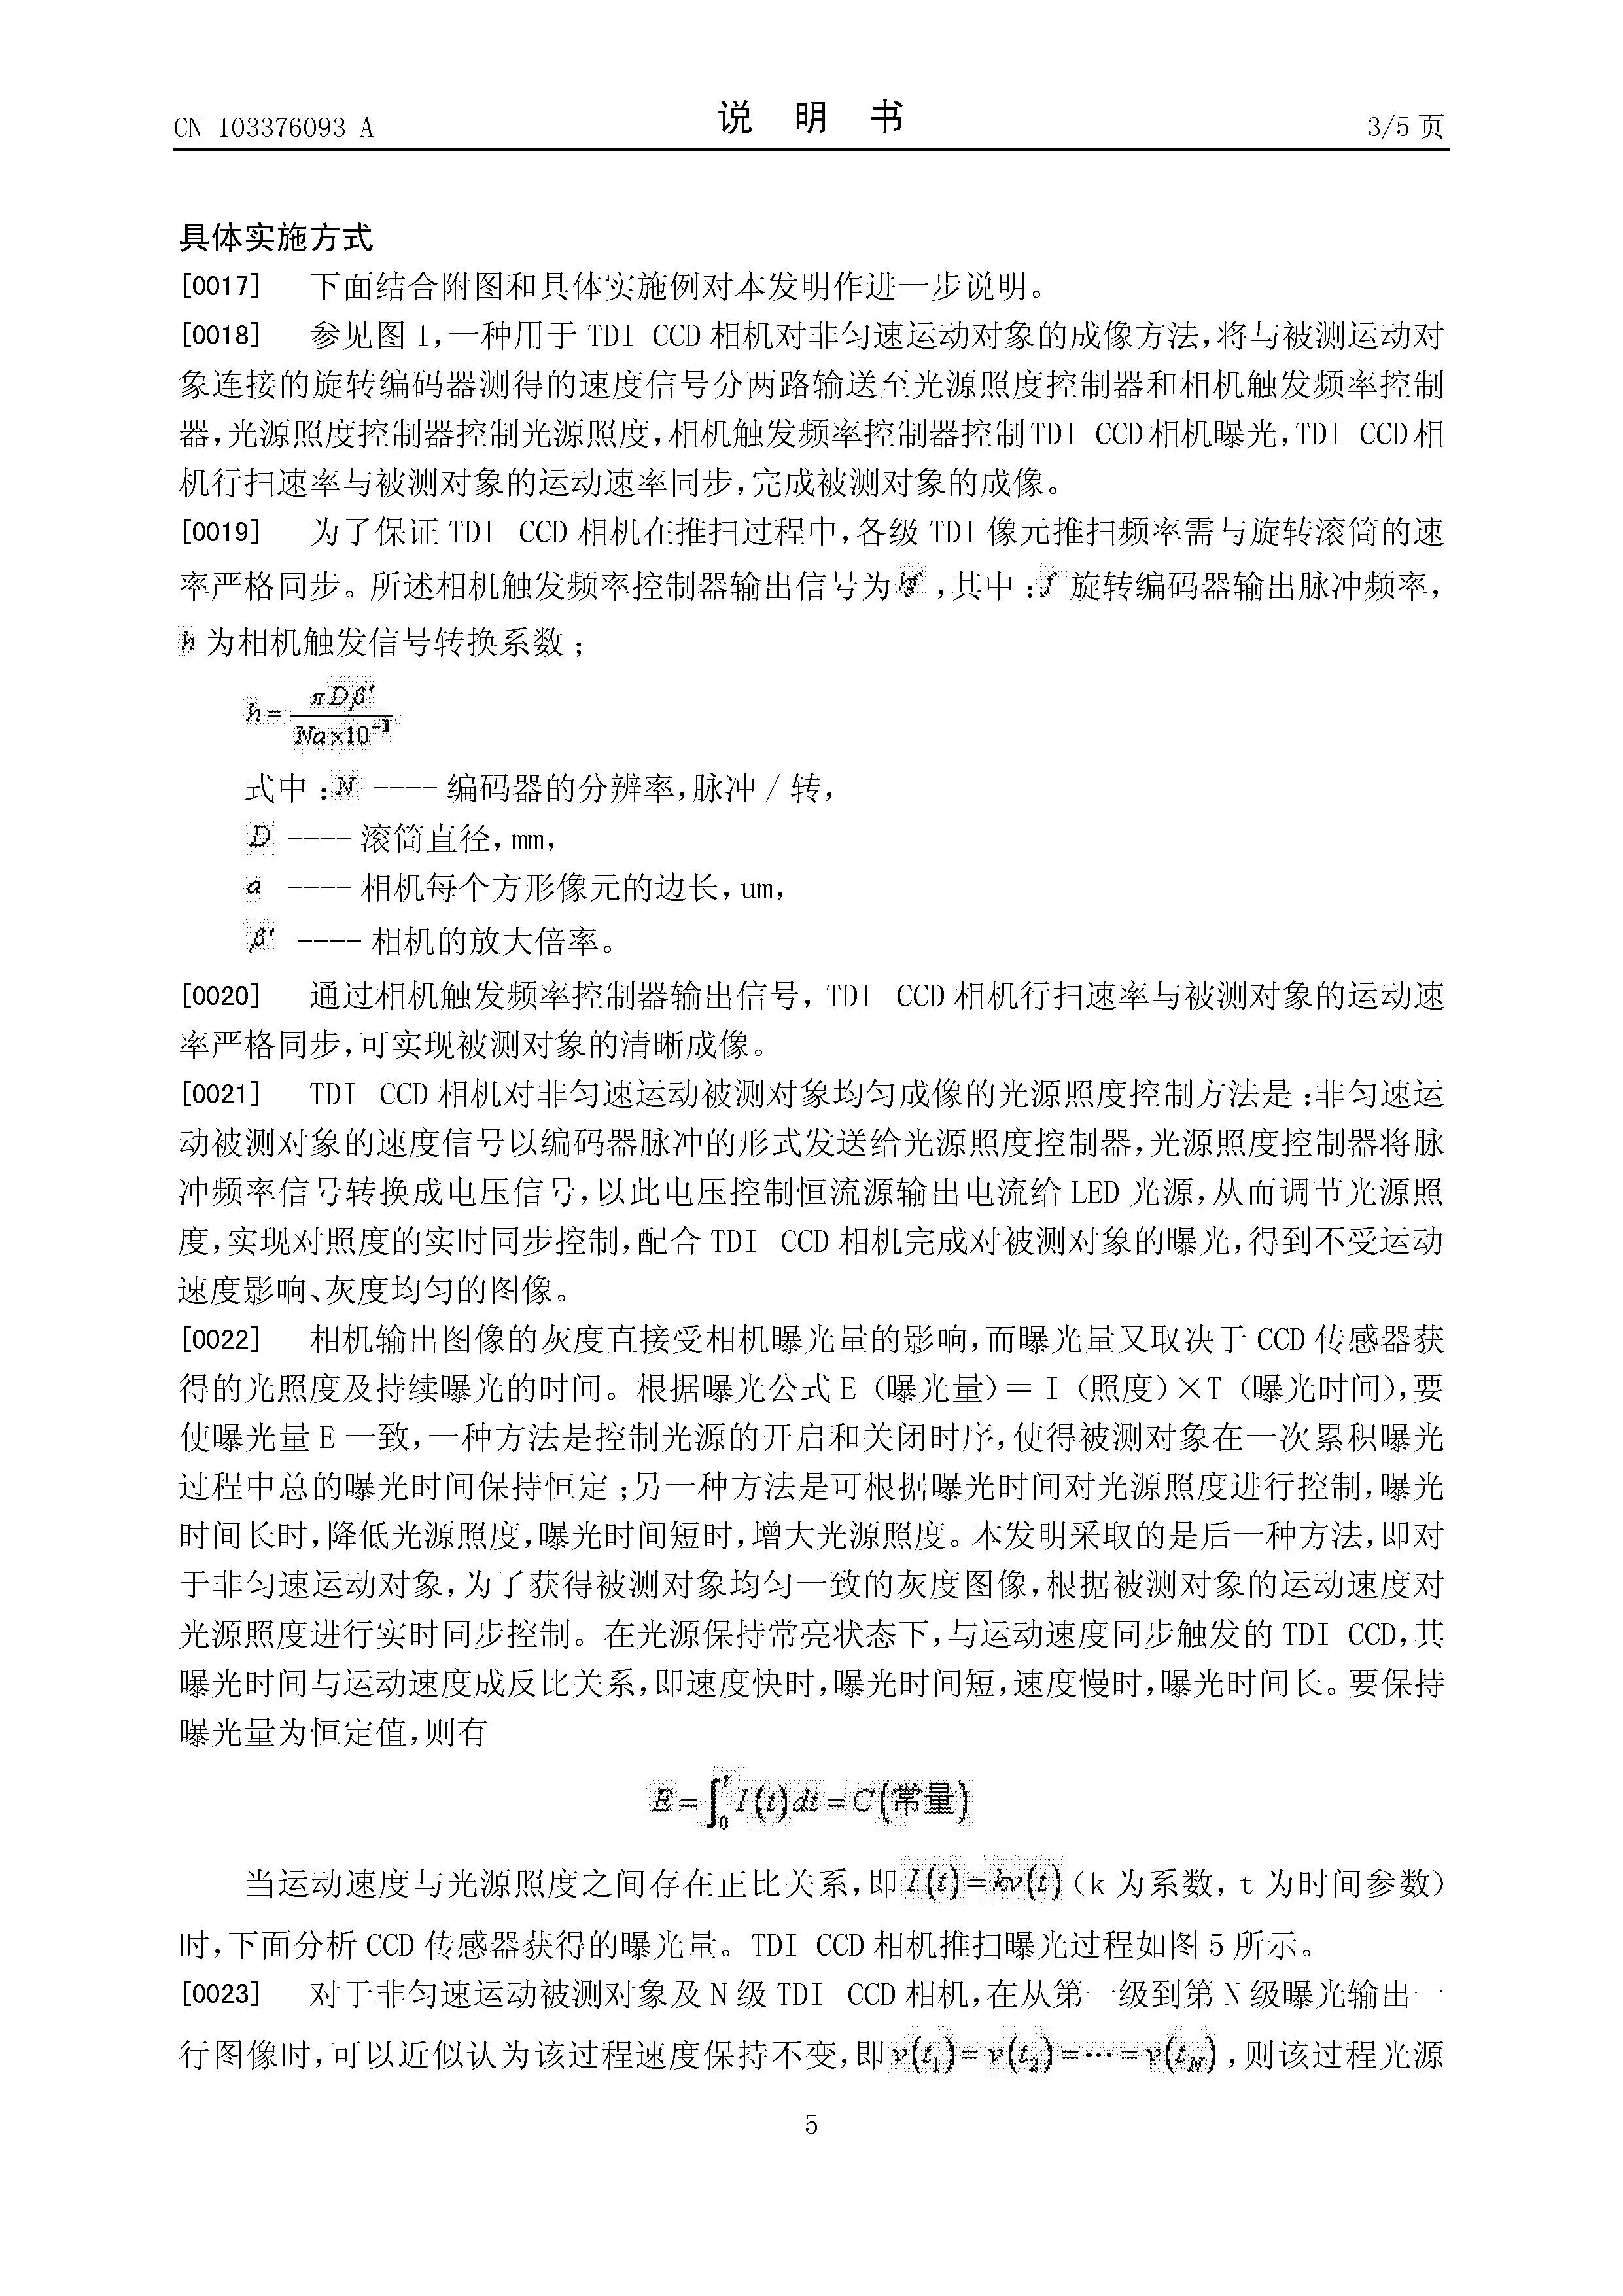 CN 103376093 A
说 明 书
3/5 页
具体实施方式
[0017] 下面结合附图和具体实施例对本发明作进一步说明。
[0018] 参见图 1,一种用于 TDI CCD 相机对非匀速运动对象的成像方法,将与被测运动对
象连接的旋转编码器测得的速度信号分两路输送至光源照度控制器和相机触发频率控制
器,光源照度控制器控制光源照度,相机触发频率控制器控制TDI CCD相机曝光,TDI CCD相
机行扫速率与被测对象的运动速率同步,完成被测对象的成像。
[0019] 为了保证 TDI CCD 相机在推扫过程中,各级 TDI 像元推扫频率需与旋转滚筒的速
率严格同步。所述相机触发频率控制器输出信号为 hf ,其中 :f 旋转编码器输出脉冲频率,
h 为相机触发信号转换系数 ;
h = πDβ' / Na×10⁻³
式中 :N ---- 编码器的分辨率,脉冲 / 转,
D ---- 滚筒直径, mm,
a ---- 相机每个方形像元的边长, um,
β' ---- 相机的放大倍率。
[0020] 通过相机触发频率控制器输出信号, TDI CCD 相机行扫速率与被测对象的运动速
率严格同步,可实现被测对象的清晰成像。
[0021] TDI CCD 相机对非匀速运动被测对象均匀成像的光源照度控制方法是 :非匀速运
动被测对象的速度信号以编码器脉冲的形式发送给光源照度控制器,光源照度控制器将脉
冲频率信号转换成电压信号,以此电压控制恒流源输出电流给 LED 光源,从而调节光源照
度,实现对照度的实时同步控制,配合 TDI CCD 相机完成对被测对象的曝光,得到不受运动
速度影响、灰度均匀的图像。
[0022] 相机输出图像的灰度直接受相机曝光量的影响,而曝光量又取决于 CCD 传感器获
得的光照度及持续曝光的时间。根据曝光公式 E (曝光量)= I (照度)×T (曝光时间),要
使曝光量 E 一致,一种方法是控制光源的开启和关闭时序,使得被测对象在一次累积曝光
过程中总的曝光时间保持恒定 ;另一种方法是可根据曝光时间对光源照度进行控制,曝光
时间长时,降低光源照度,曝光时间短时,增大光源照度。本发明采取的是后一种方法,即对
于非匀速运动对象,为了获得被测对象均匀一致的灰度图像,根据被测对象的运动速度对
光源照度进行实时同步控制。在光源保持常亮状态下,与运动速度同步触发的 TDI CCD,其
曝光时间与运动速度成反比关系,即速度快时,曝光时间短,速度慢时,曝光时间长。要保持
曝光量为恒定值,则有
E = ∫₀ᵗ I(t)dt = C(常量)
当运动速度与光源照度之间存在正比关系,即 I(t) = kv(t) (k 为系数, t 为时间参数)
时,下面分析 CCD 传感器获得的曝光量。TDI CCD 相机推扫曝光过程如图 5 所示。
[0023] 对于非匀速运动被测对象及 N 级 TDI CCD 相机,在从第一级到第 N 级曝光输出一
行图像时,可以近似认为该过程速度保持不变,即 v(t₁) = v(t₂) = ⋯ = v(t_N) ,则该过程光源
5